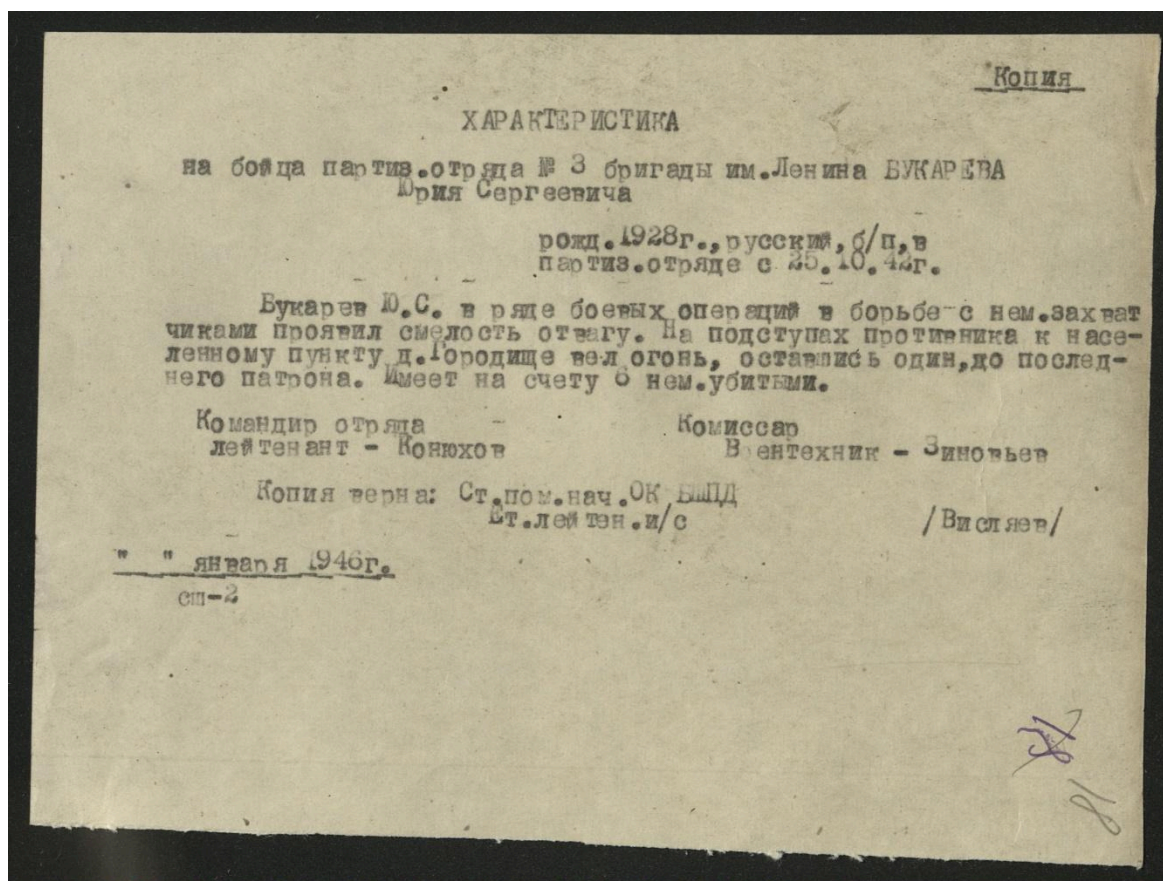 Копия
ХАРАКТЕРИСТИКА
на бойца партиз.отряда № 3 бригады им.Ленина БУКАРЕВА
Юрия Сергеевича
рожд.1928г.,русский,б/п,в
партиз.отряде с 25.10.42г.
Букарев Ю.С. в ряде боевых операций в борьбе с нем.захват
чиками проявил смелость отвагу. На подступах противника к насе-
ленному пункту д.Городище вел огонь, оставшись один,до послед-
него патрона. Имеет на счету 6 нем.убитыми.
Командир отряда Комиссар
лейтенант - Конюхов Воентехник - Зиновьев
Копия верна: Ст.пом.нач.ОК БШПД
Ст.лейтен.и/с /Висляев/
" " января 1946г.
сш-2
81